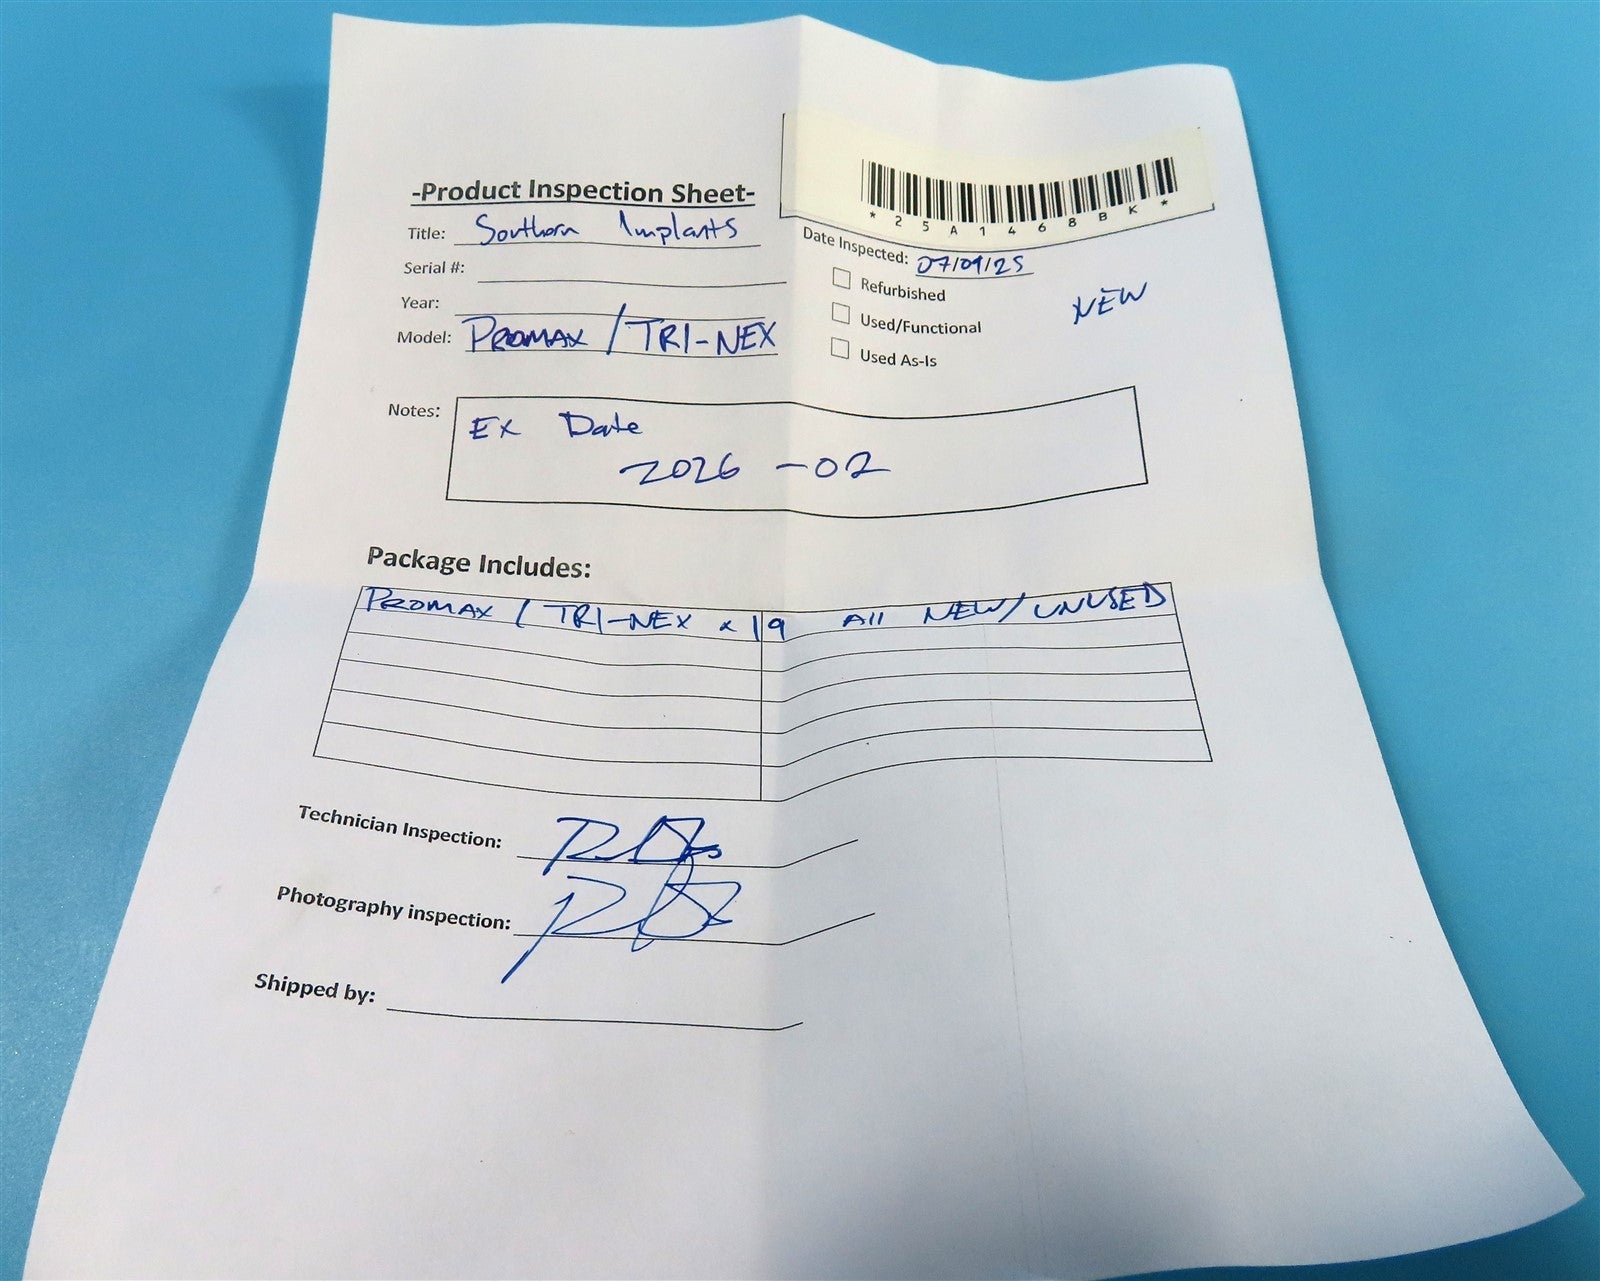 -Product Inspection Sheet-
Title: Southern Implants
Serial #:
Year:
Model: PROMAX / TRI-NEX
*25A1468BK*
Date Inspected: 07/09/25
Refurbished
Used/Functional
Used As-Is
NEW
Notes: Ex Date
2026-02
Package Includes:
PROMAX / TRI-NEX x 19 All NEW/UNUSED
Technician Inspection:
Photography inspection:
Shipped by: